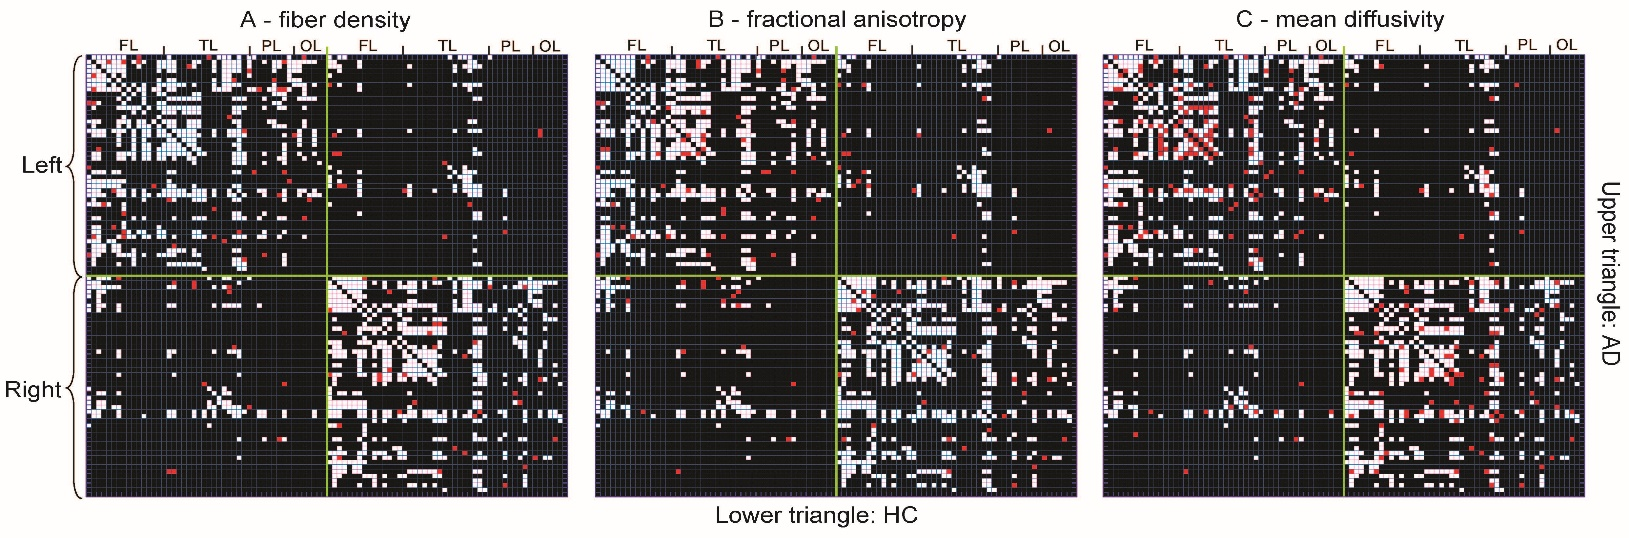 A - fiber density
B - fractional anisotropy
C - mean diffusivity
FL TL PL OL FL TL PL OL
FL TL PL OL FL TL PL OL
FL TL PL OL FL TL PL OL
Left
Right
Upper triangle: AD
Lower triangle: HC